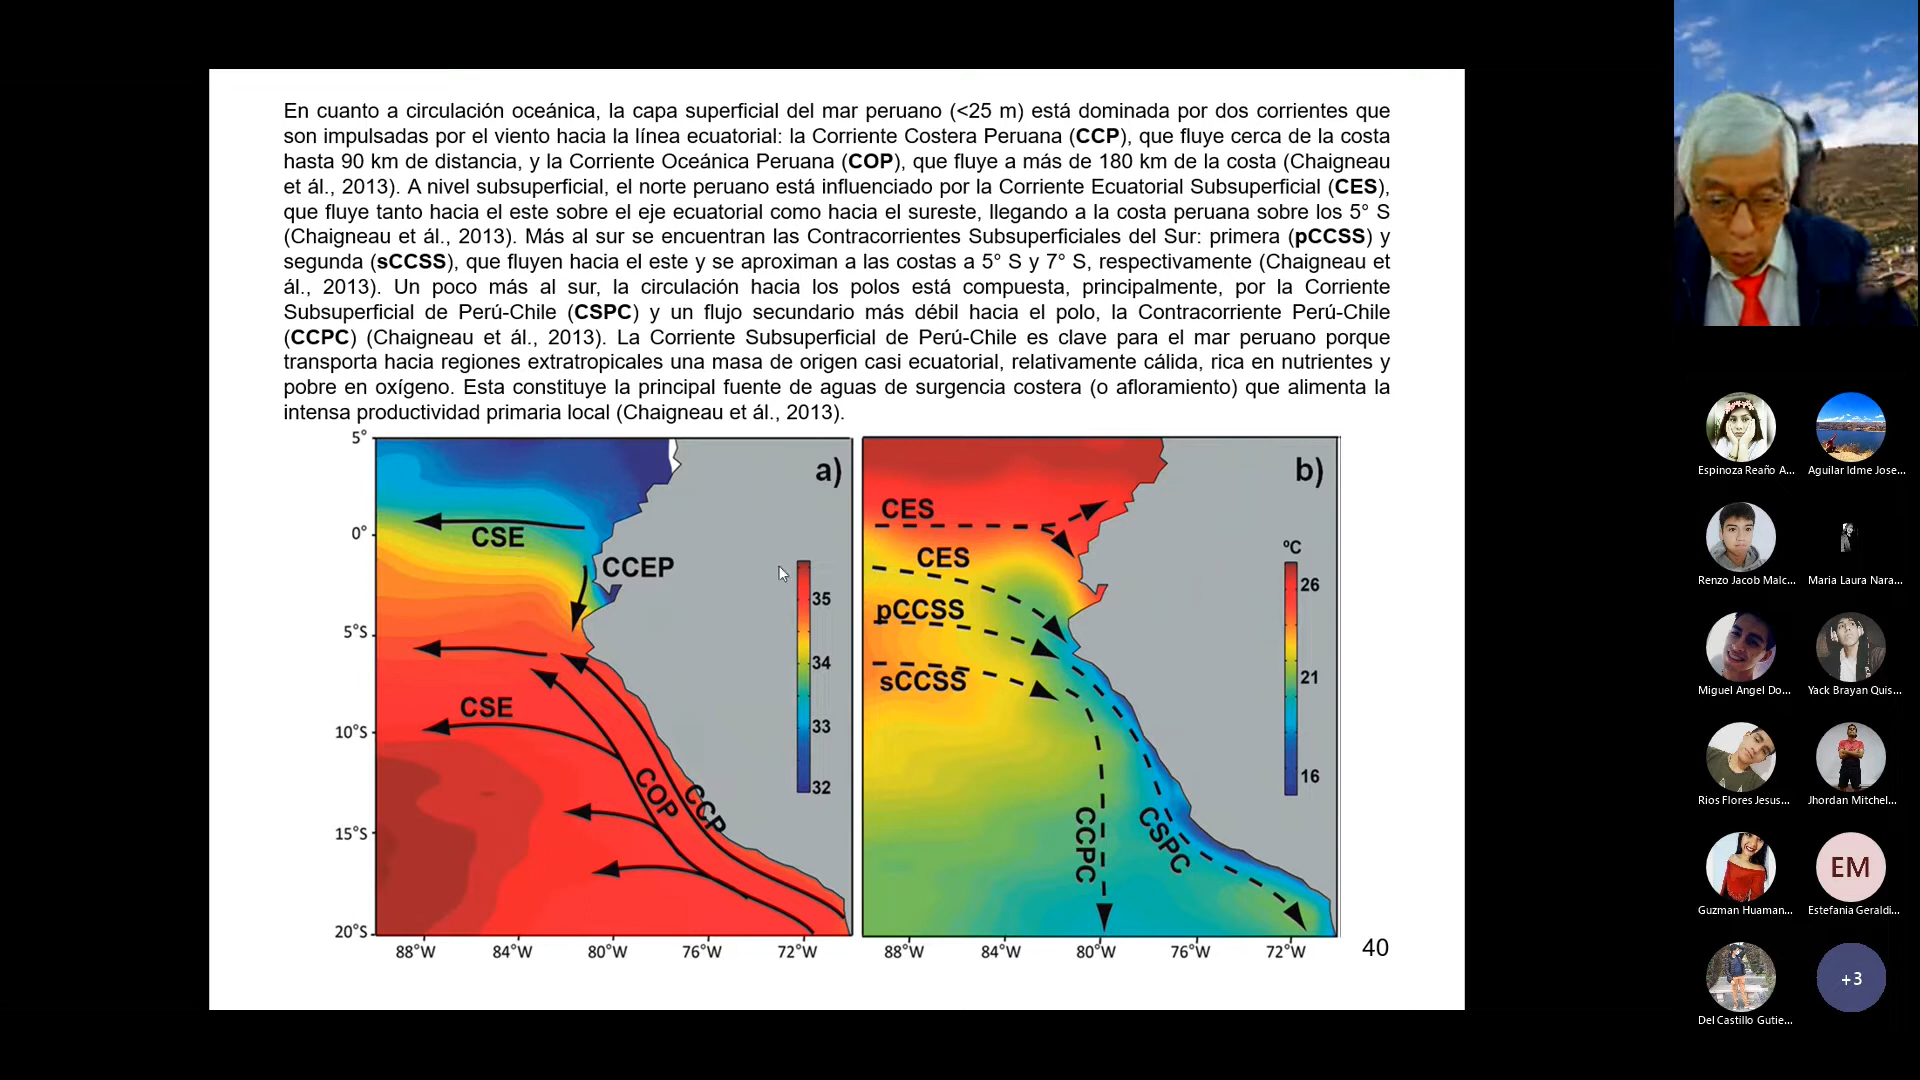 En cuanto a circulación oceánica, la capa superficial del mar peruano (<25 m) está dominada por dos corrientes que
son impulsadas por el viento hacia la línea ecuatorial: la Corriente Costera Peruana (CCP), que fluye cerca de la costa
hasta 90 km de distancia, y la Corriente Oceánica Peruana (COP), que fluye a más de 180 km de la costa (Chaigneau
et ál., 2013). A nivel subsuperficial, el norte peruano está influenciado por la Corriente Ecuatorial Subsuperficial (CES),
que fluye tanto hacia el este sobre el eje ecuatorial como hacia el sureste, llegando a la costa peruana sobre los 5° S
(Chaigneau et ál., 2013). Más al sur se encuentran las Contracorrientes Subsuperficiales del Sur: primera (pCCSS) y
segunda (sCCSS), que fluyen hacia el este y se aproximan a las costas a 5° S y 7° S, respectivamente (Chaigneau et
ál., 2013). Un poco más al sur, la circulación hacia los polos está compuesta, principalmente, por la Corriente
Subsuperficial de Perú-Chile (CSPC) y un flujo secundario más débil hacia el polo, la Contracorriente Perú-Chile
(CCPC) (Chaigneau et ál., 2013). La Corriente Subsuperficial de Perú-Chile es clave para el mar peruano porque
transporta hacia regiones extratropicales una masa de origen casi ecuatorial, relativamente cálida, rica en nutrientes y
pobre en oxígeno. Esta constituye la principal fuente de aguas de surgencia costera (o afloramiento) que alimenta la
intensa productividad primaria local (Chaigneau et ál., 2013).
5°
0°
5°S
10°S
15°S
20°S
a)
CSE
CCEP
CSE
COP
CCP
35
34
33
32
88°W 84°W 80°W 76°W 72°W
b)
CES
CES
pCCSS
sCCSS
CCPC
CSPC
°C
26
21
16
88°W 84°W 80°W 76°W 72°W
40
Espinoza Reaño A...
Aguilar Idme Jose...
Renzo Jacob Malc...
Maria Laura Nara...
Miguel Angel Do...
Yack Brayan Quis...
Rios Flores Jesus...
Jhordan Mitchel...
Guzman Huaman...
EM
Estefania Geraldi...
Del Castillo Gutie...
+3